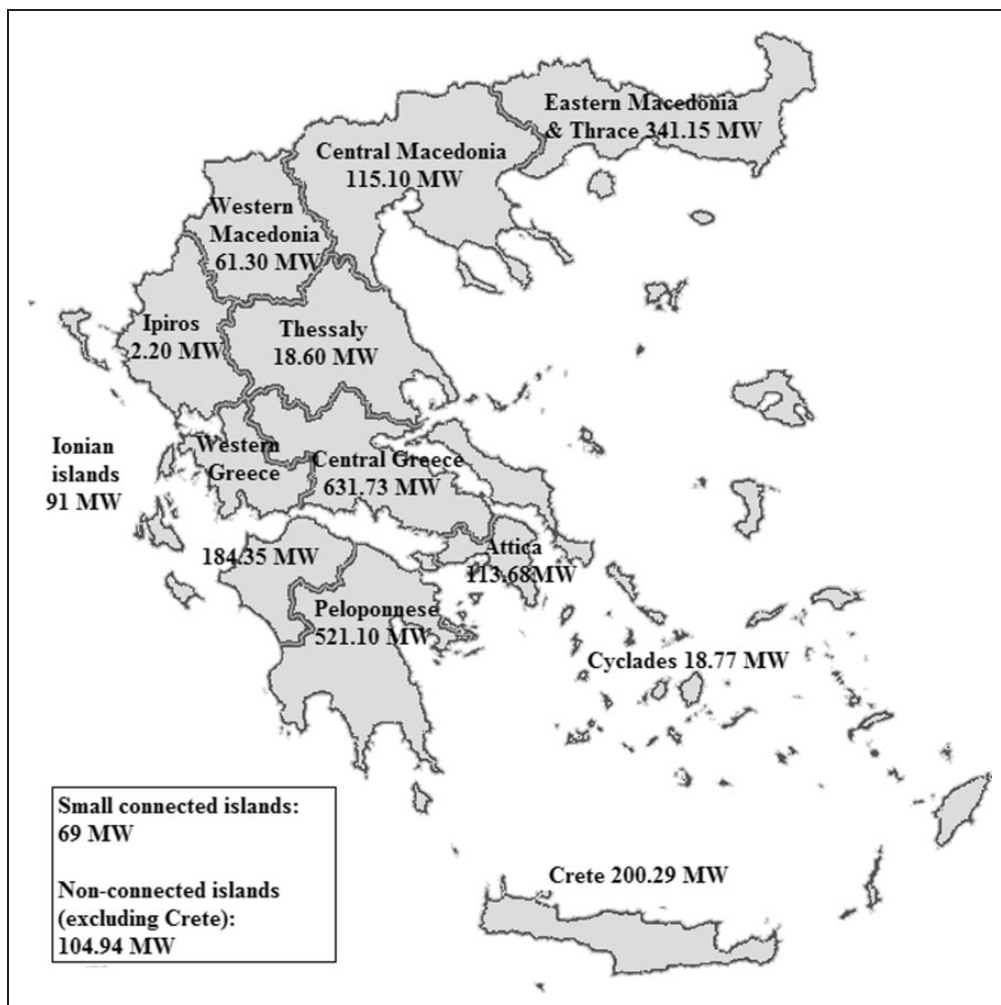 Eastern Macedonia
& Thrace 341.15 MW
Central Macedonia
115.10 MW
Western
Macedonia
61.30 MW
Ipiros
2.20 MW
Thessaly
18.60 MW
Ionian
islands
91 MW
Western
Greece
Central Greece
631.73 MW
184.35 MW
Attica
113.68MW
Peloponnese
521.10 MW
Cyclades 18.77 MW
Small connected islands:
69 MW
Non-connected islands
(excluding Crete):
104.94 MW
Crete 200.29 MW